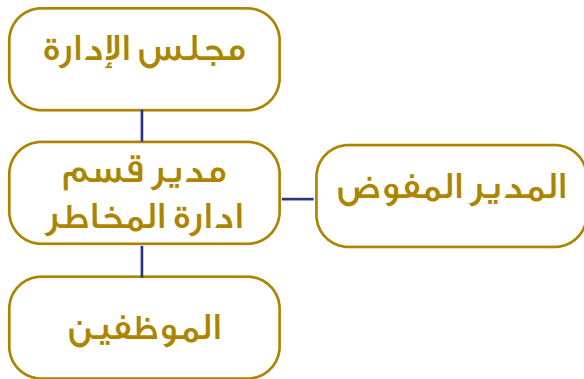 مجلس الإدارة
مدير قسم
ادارة المخاطر
المدير المفوض
الموظفين